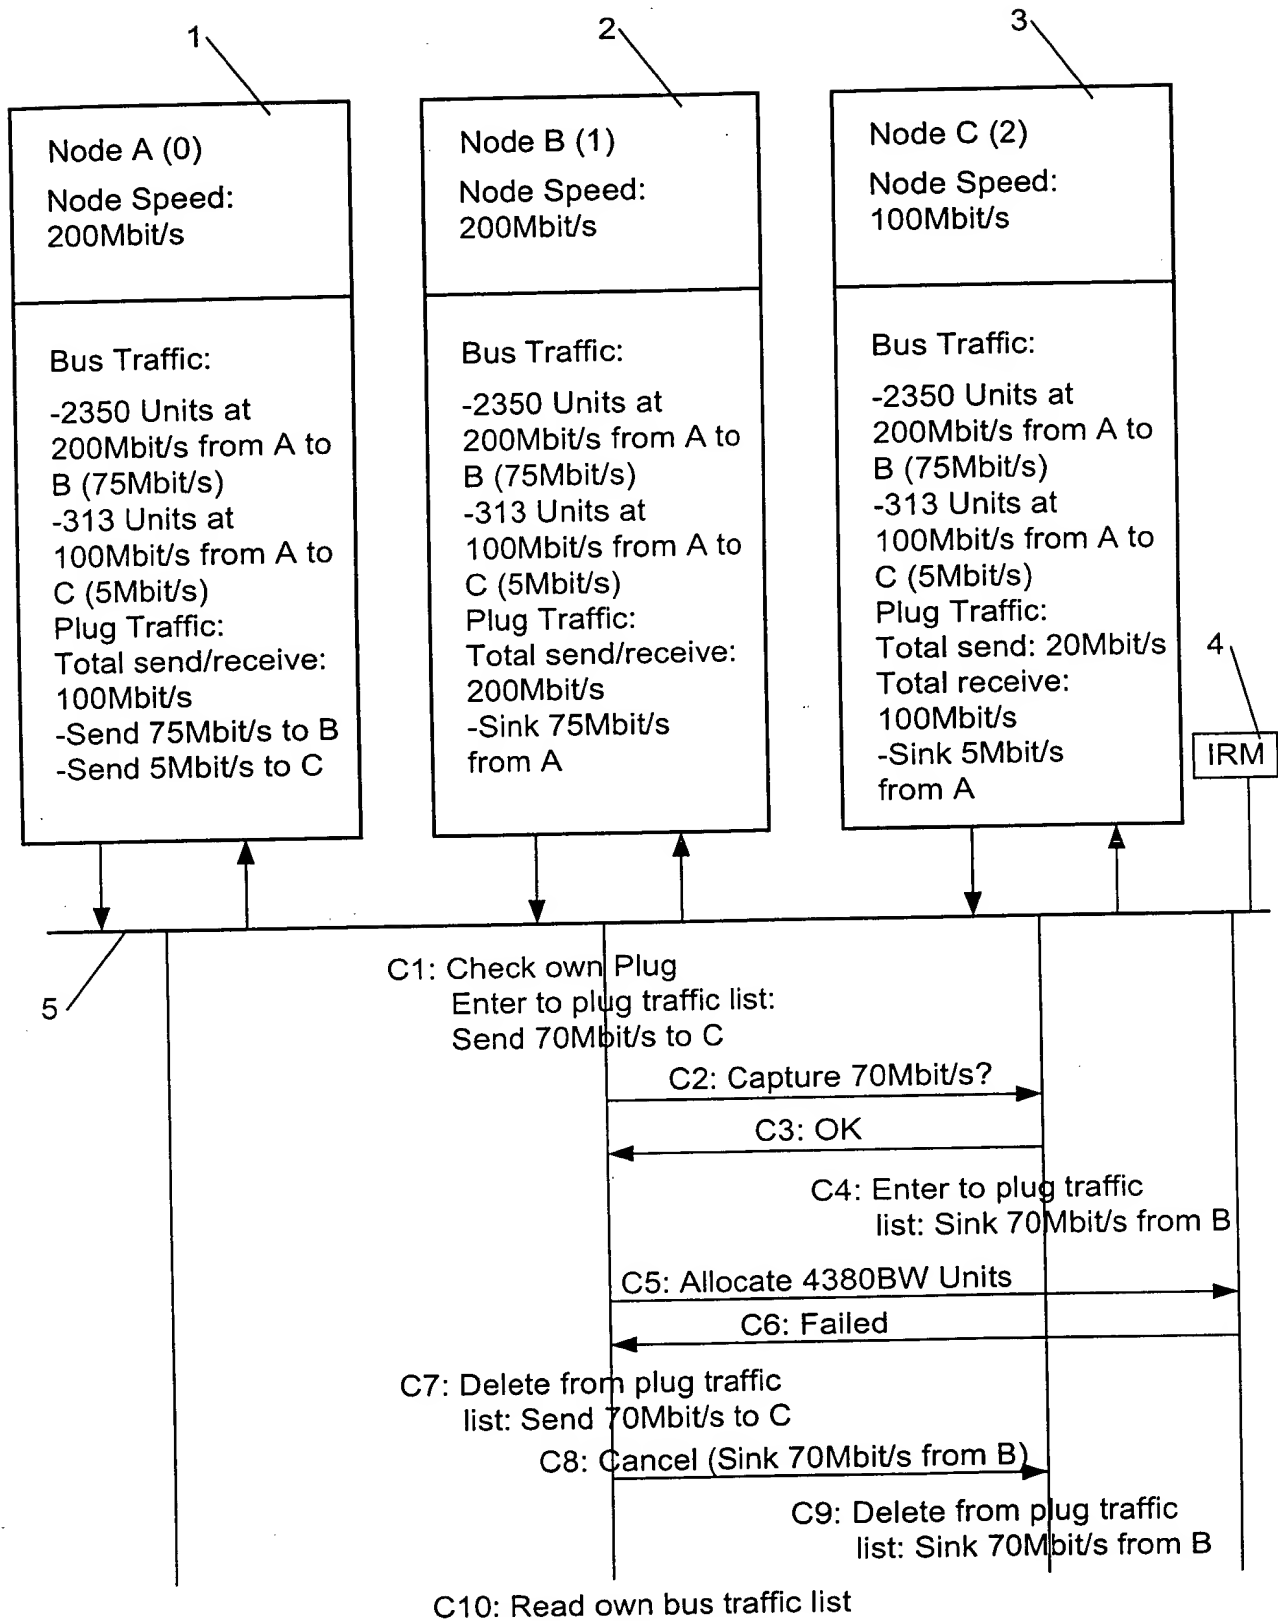 1
2
3
Node A (0)
Node Speed:
200Mbit/s
Bus Traffic:
-2350 Units at
200Mbit/s from A to
B (75Mbit/s)
-313 Units at
100Mbit/s from A to
C (5Mbit/s)
Plug Traffic:
Total send/receive:
100Mbit/s
-Send 75Mbit/s to B
-Send 5Mbit/s to C
Node B (1)
Node Speed:
200Mbit/s
Bus Traffic:
-2350 Units at
200Mbit/s from A to
B (75Mbit/s)
-313 Units at
100Mbit/s from A to
C (5Mbit/s)
Plug Traffic:
Total send/receive:
200Mbit/s
-Sink 75Mbit/s
from A
Node C (2)
Node Speed:
100Mbit/s
Bus Traffic:
-2350 Units at
200Mbit/s from A to
B (75Mbit/s)
-313 Units at
100Mbit/s from A to
C (5Mbit/s)
Plug Traffic:
Total send: 20Mbit/s
Total receive:
100Mbit/s
-Sink 5Mbit/s
from A
4
IRM
5
C1: Check own Plug
Enter to plug traffic list:
Send 70Mbit/s to C
C2: Capture 70Mbit/s?
C3: OK
C4: Enter to plug traffic
list: Sink 70Mbit/s from B
C5: Allocate 4380BW Units
C6: Failed
C7: Delete from plug traffic
list: Send 70Mbit/s to C
C8: Cancel (Sink 70Mbit/s from B)
C9: Delete from plug traffic
list: Sink 70Mbit/s from B
C10: Read own bus traffic list